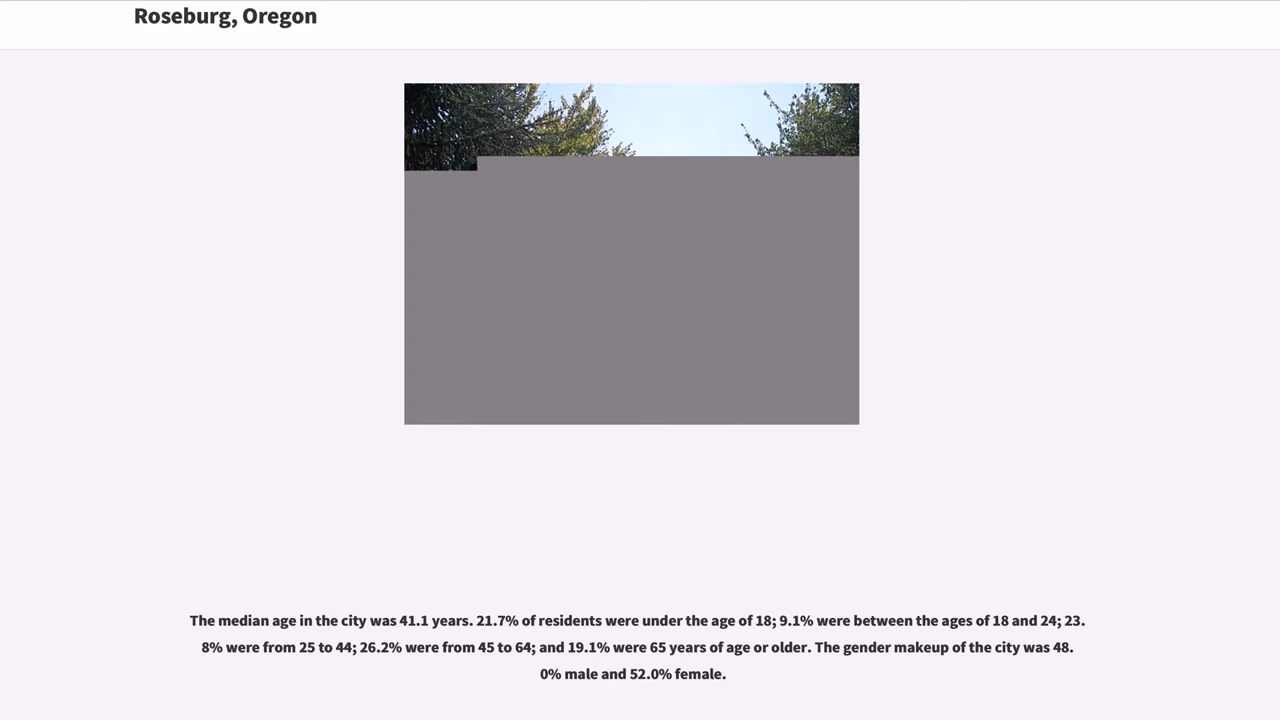 Roseburg, Oregon
The median age in the city was 41.1 years. 21.7% of residents were under the age of 18; 9.1% were between the ages of 18 and 24; 23.
8% were from 25 to 44; 26.2% were from 45 to 64; and 19.1% were 65 years of age or older. The gender makeup of the city was 48.
0% male and 52.0% female.